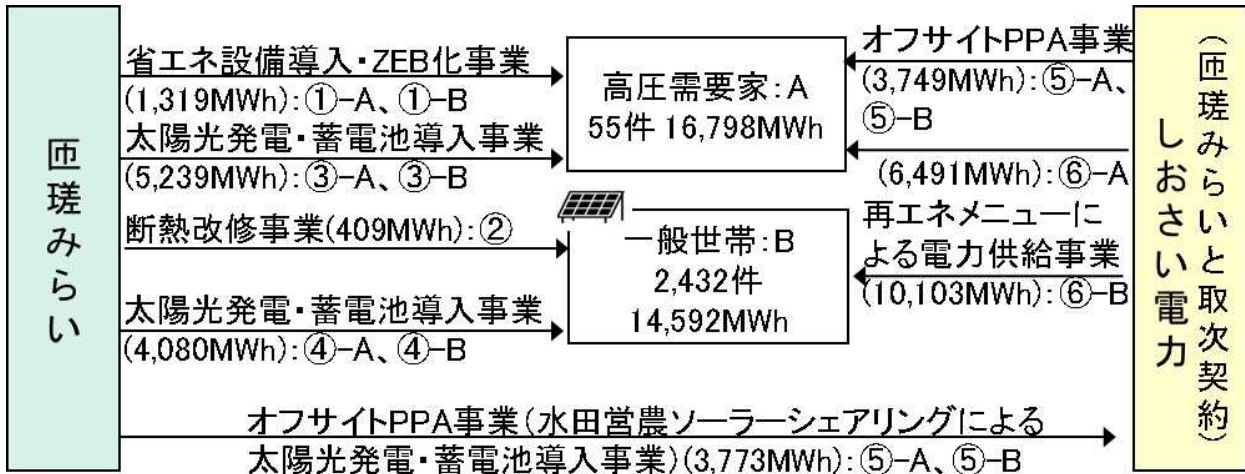 匝瑳みらい
省エネ設備導入・ZEB化事業
(1,319MWh):①-A、①-B
太陽光発電・蓄電池導入事業
(5,239MWh):③-A、③-B
断熱改修事業(409MWh):②
太陽光発電・蓄電池導入事業
(4,080MWh):④-A、④-B
高圧需要家:A
55件 16,798MWh
一般世帯:B
2,432件
14,592MWh
オフサイトPPA事業
(3,749MWh):⑤-A、
⑤-B
(6,491MWh):⑥-A
再エネメニューに
よる電力供給事業
(10,103MWh):⑥-B
(匝瑳みらいと取次契約)
しおさい電力
オフサイトPPA事業(水田営農ソーラーシェアリングによる
太陽光発電・蓄電池導入事業)(3,773MWh):⑤-A、⑤-B